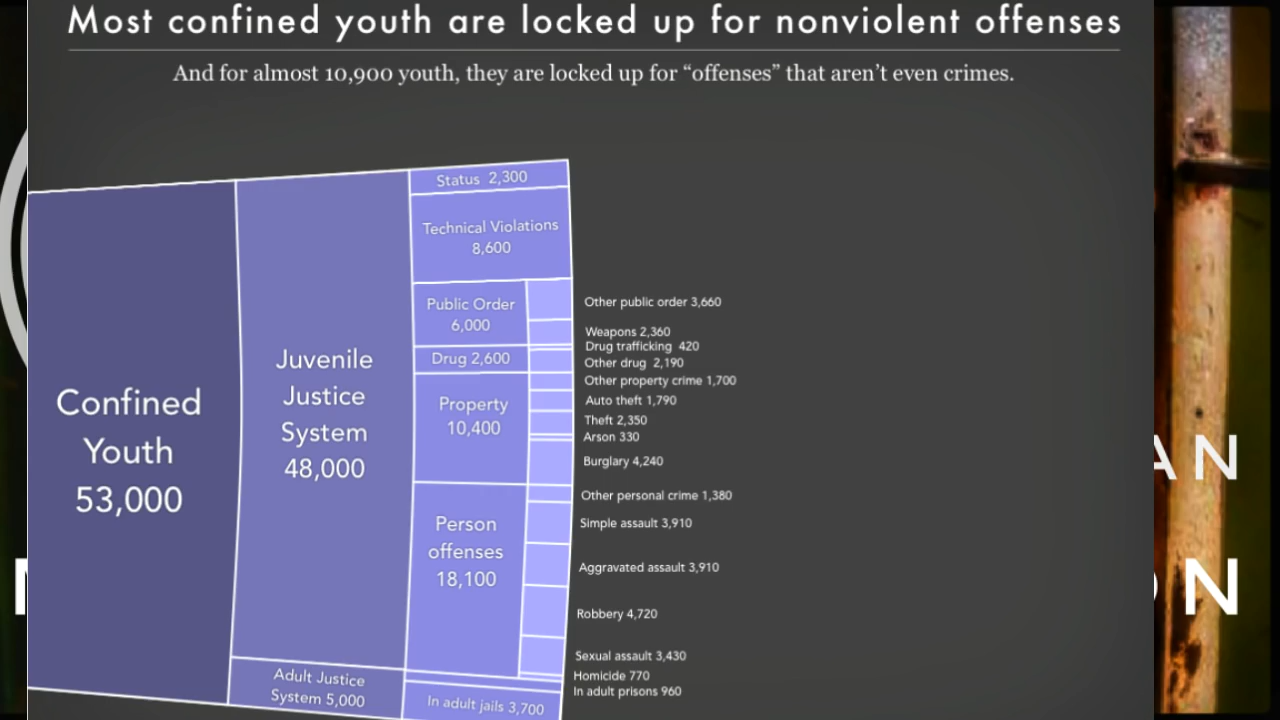 Most confined youth are locked up for nonviolent offenses
And for almost 10,900 youth, they are locked up for “offenses” that aren’t even crimes.
Confined
Youth
53,000
Juvenile
Justice
System
48,000
Adult Justice
System 5,000
Status 2,300
Technical Violations
8,600
Public Order
6,000
Drug 2,600
Property
10,400
Person
offenses
18,100
In adult jails 3,700
Other public order 3,660
Weapons 2,360
Drug trafficking 420
Other drug 2,190
Other property crime 1,700
Auto theft 1,790
Theft 2,350
Arson 330
Burglary 4,240
Other personal crime 1,380
Simple assault 3,910
Aggravated assault 3,910
Robbery 4,720
Sexual assault 3,430
Homicide 770
In adult prisons 960